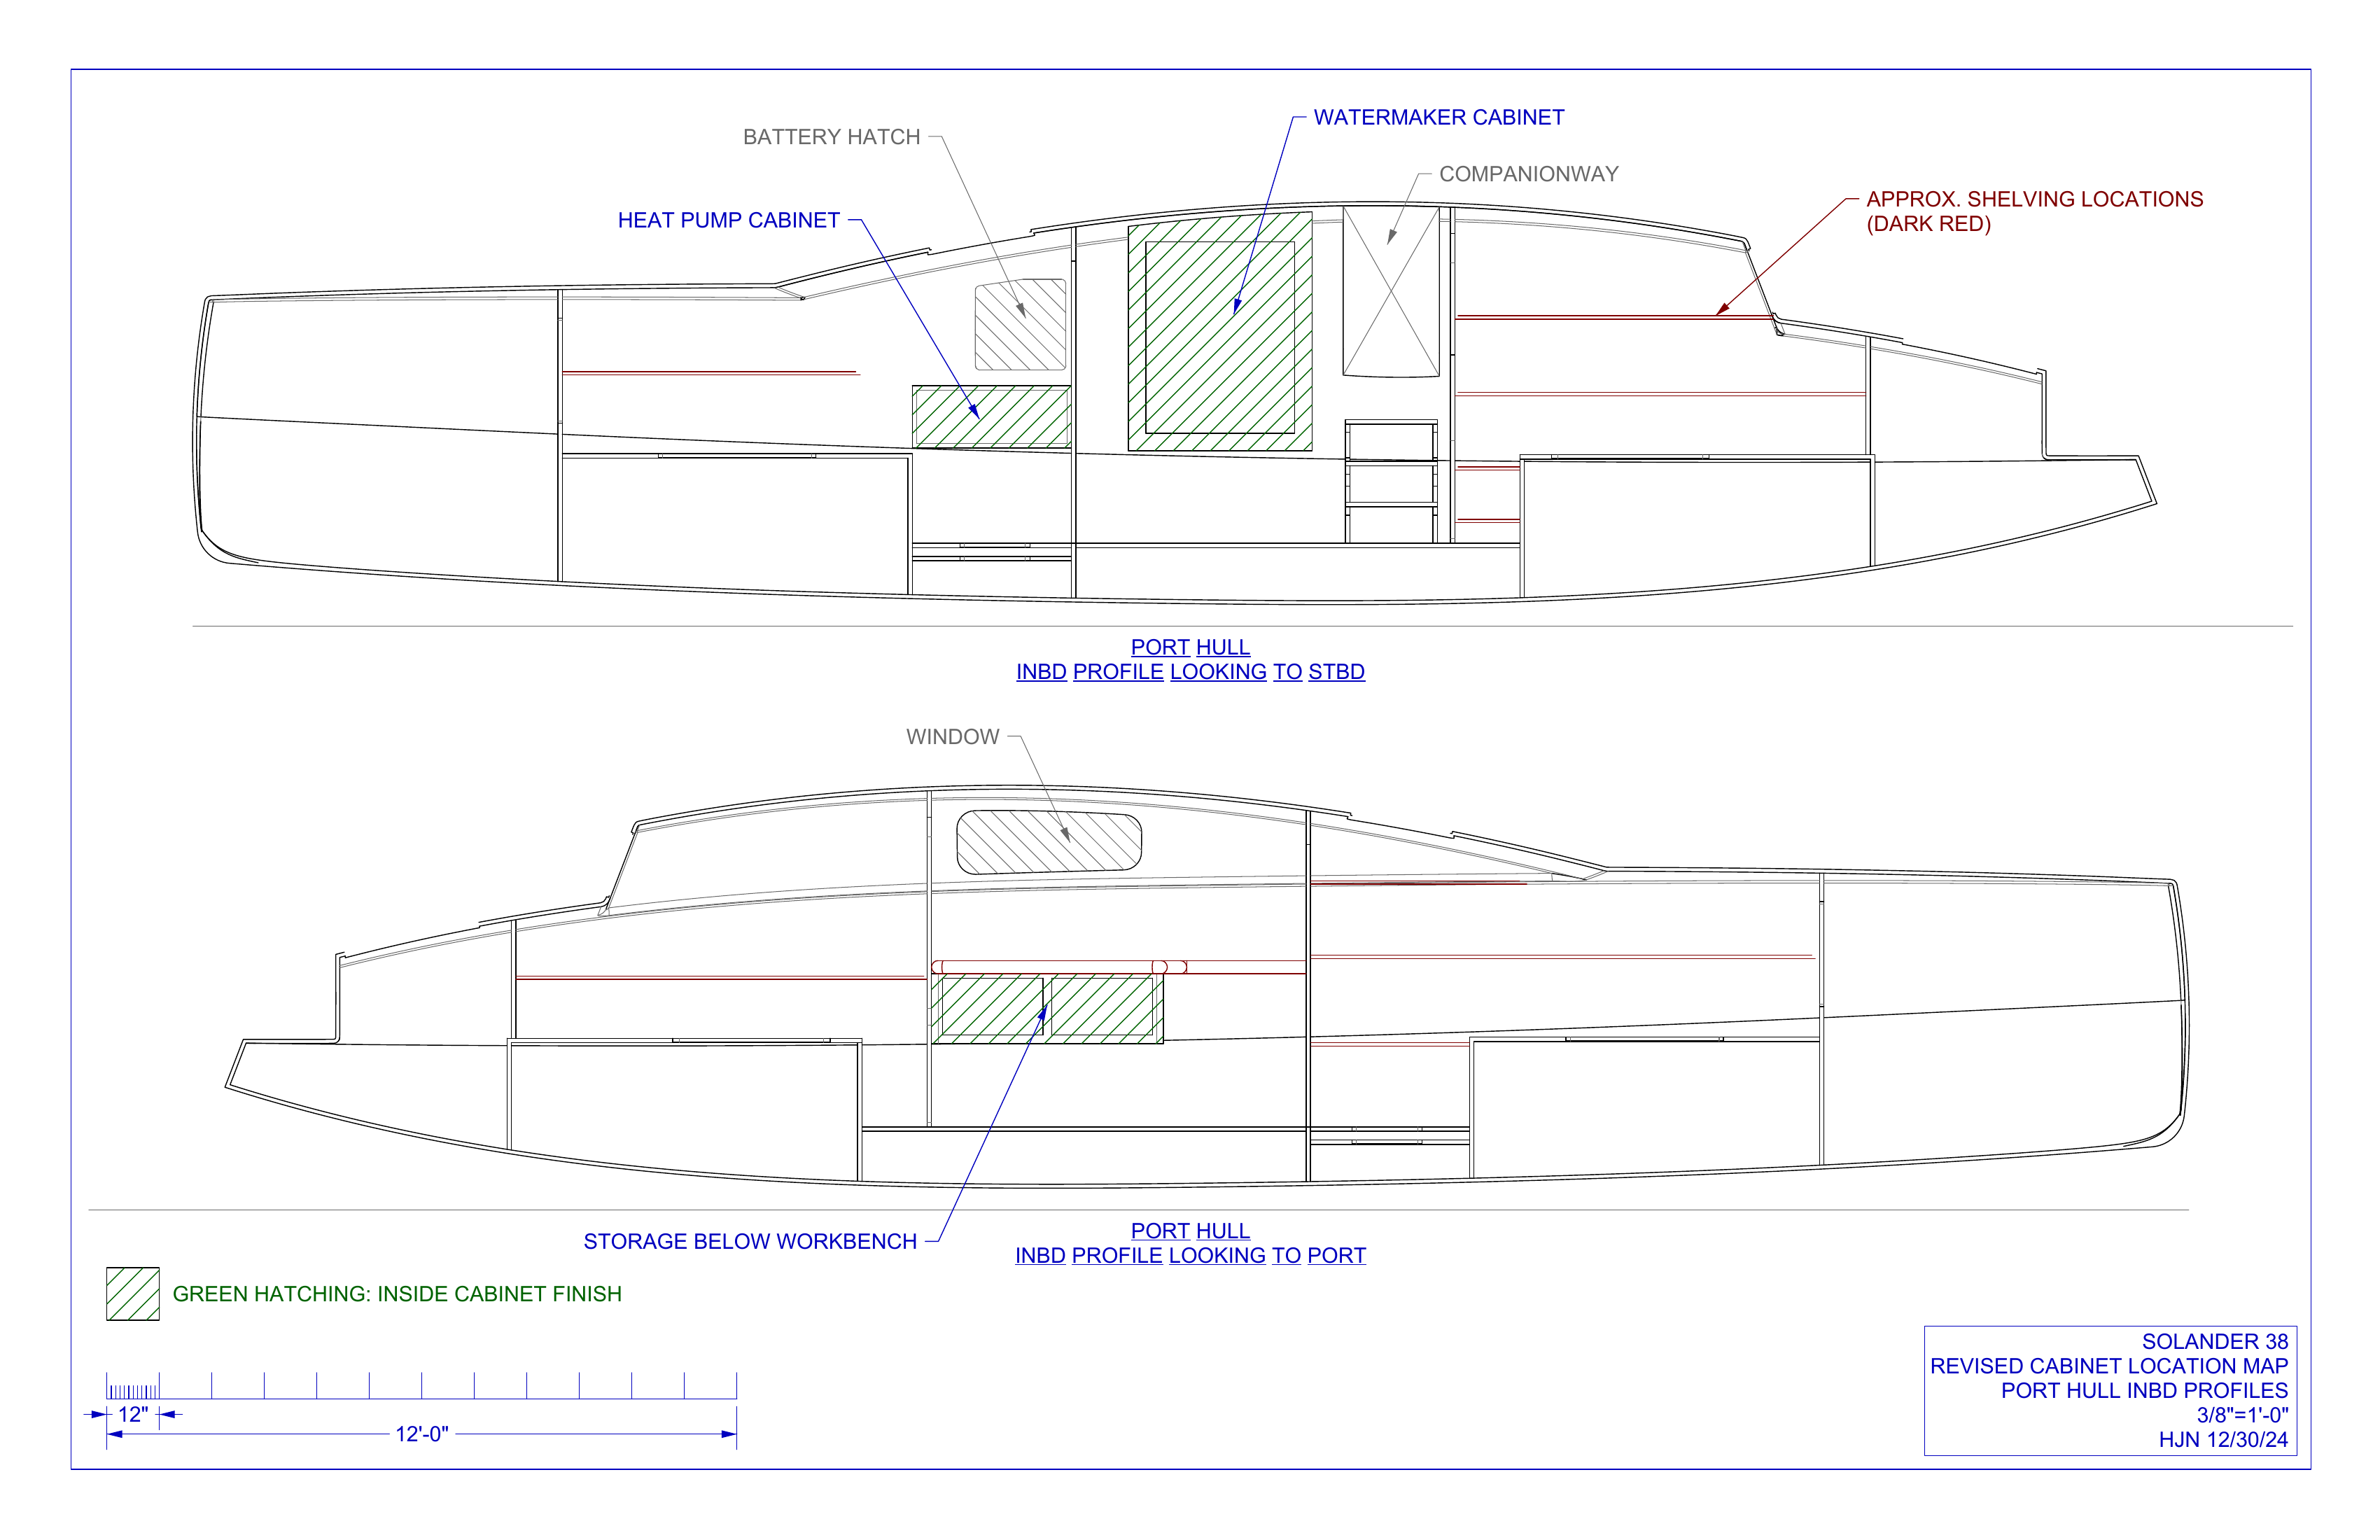 WATERMAKER CABINET
BATTERY HATCH
COMPANIONWAY
APPROX. SHELVING LOCATIONS
(DARK RED)
HEAT PUMP CABINET
PORT HULL
INBD PROFILE LOOKING TO STBD
WINDOW
STORAGE BELOW WORKBENCH
PORT HULL
INBD PROFILE LOOKING TO PORT
GREEN HATCHING: INSIDE CABINET FINISH
12"
12'-0"
SOLANDER 38
REVISED CABINET LOCATION MAP
PORT HULL INBD PROFILES
3/8"=1'-0"
HJN 12/30/24